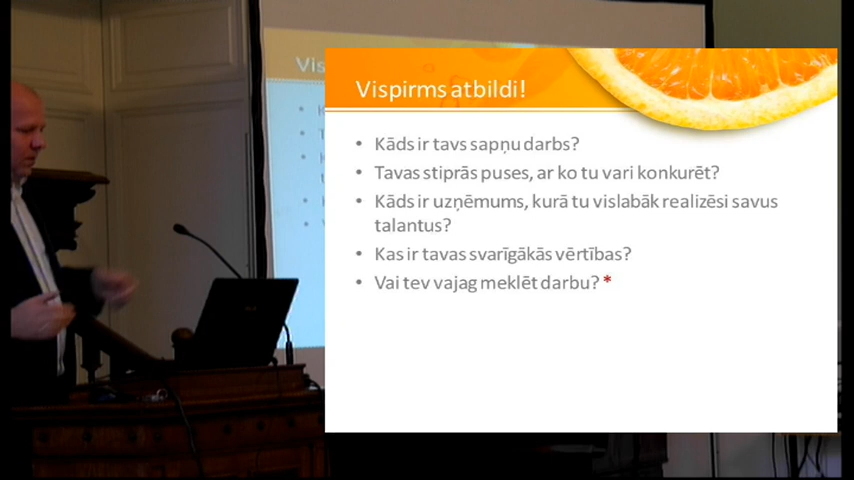 Vis
Vispirms atbildi!
• Kāds ir tavs sapņu darbs?
• Tavas stiprās puses, ar ko tu vari konkurēt?
• Kāds ir uzņēmums, kurā tu vislabāk realizēsi savus
talantus?
• Kas ir tavas svarīgākās vērtības?
• Vai tev vajag meklēt darbu? *